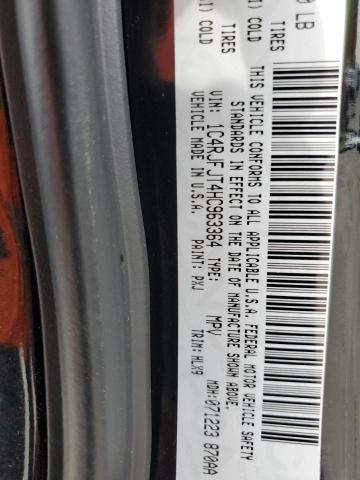 0 LB
TIRES TIRES
I) COLD I) COLD
THIS VEHICLE CONFORMS TO ALL APPLICABLE U.S.A. FEDERAL MOTOR VEHICLE SAFETY
STANDARDS IN EFFECT ON THE DATE OF MANUFACTURE SHOWN ABOVE.
VIN: 1C4RJFJT4HC963364 TYPE: MPV MDH:071223 870AA
VEHICLE MADE IN U.S.A. PAINT: PXJ TRIM:HLX9